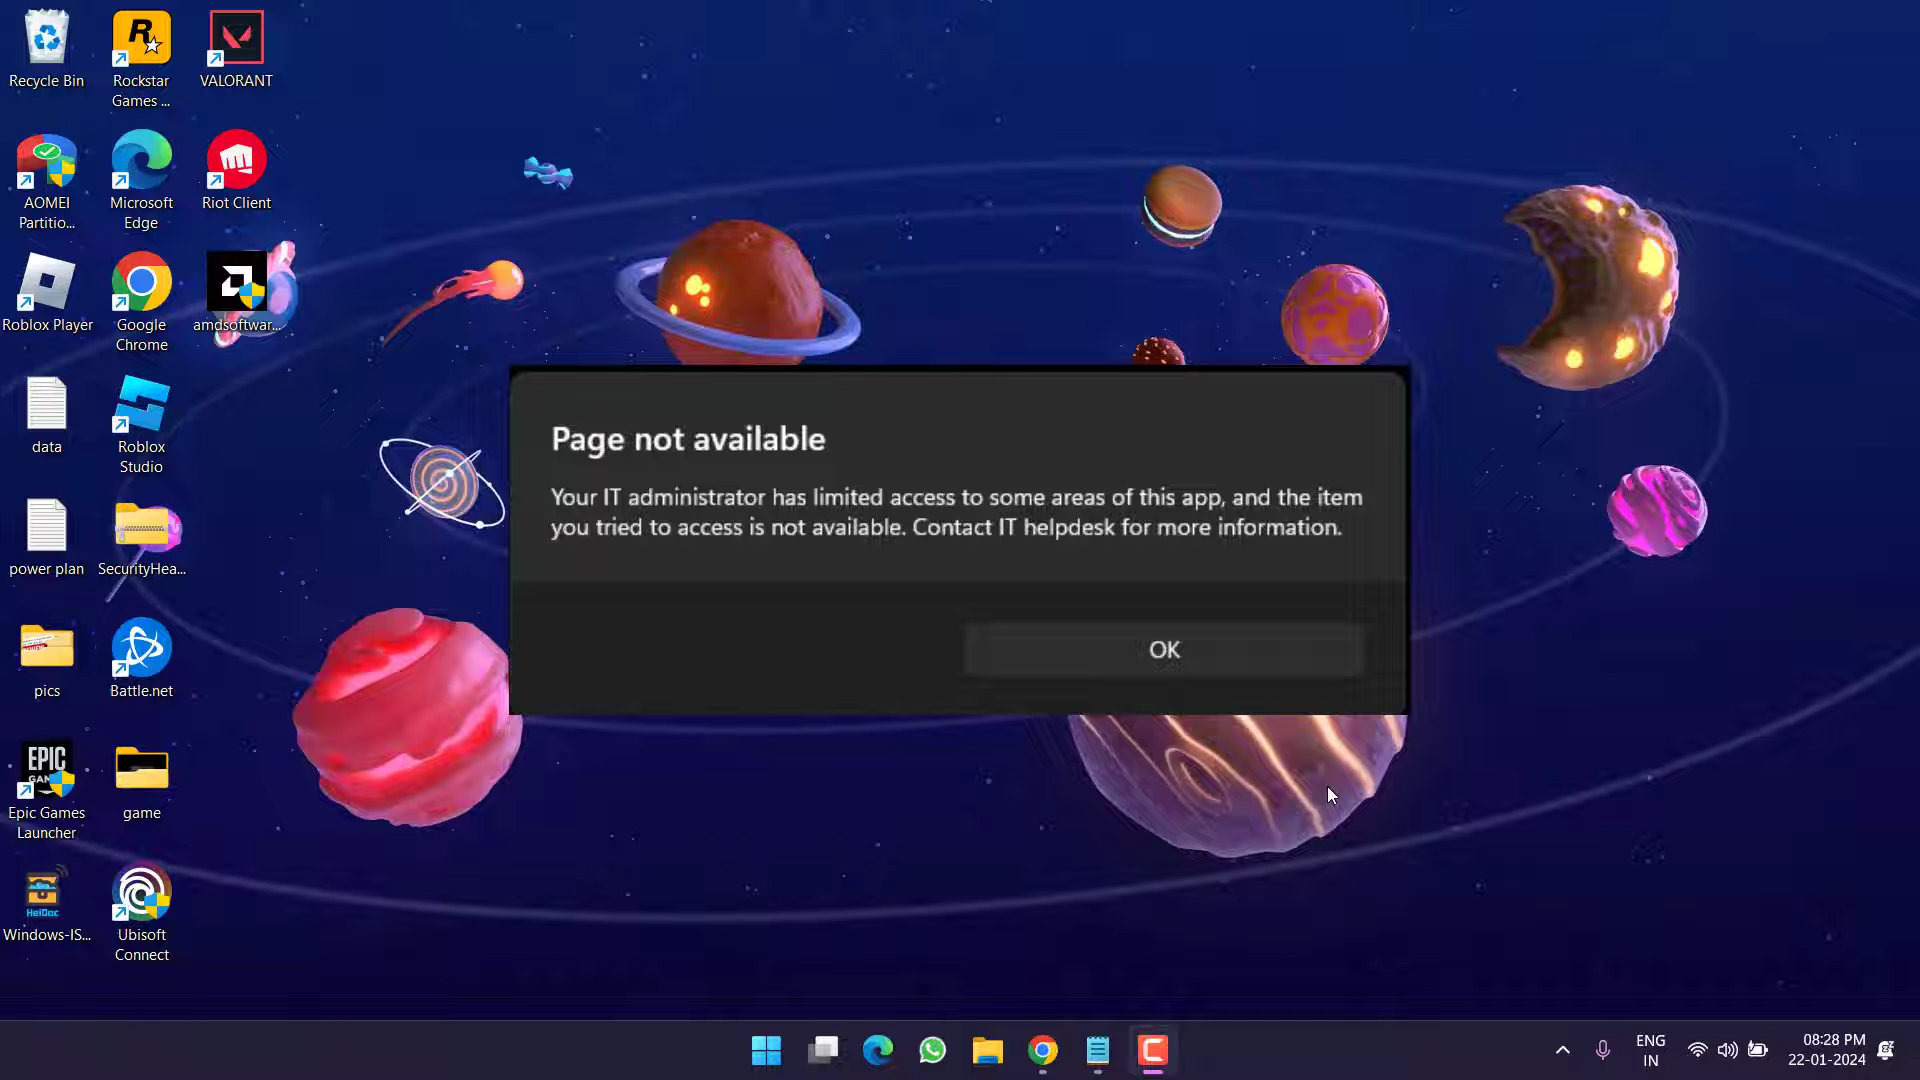 Recycle Bin
Rockstar
Games ...
VALORANT
AOMEI
Partitio...
Microsoft
Edge
Riot Client
Roblox Player
Google
Chrome
amdsoftwar...
data
Roblox
Studio
power plan
SecurityHea...
pics
Battle.net
EPIC
GAMES
Epic Games
Launcher
game
HeiDoc
Windows-IS...
Ubisoft
Connect
Page not available
Your IT administrator has limited access to some areas of this app, and the item
you tried to access is not available. Contact IT helpdesk for more information.
OK
ENG
IN
08:28 PM
22-01-2024